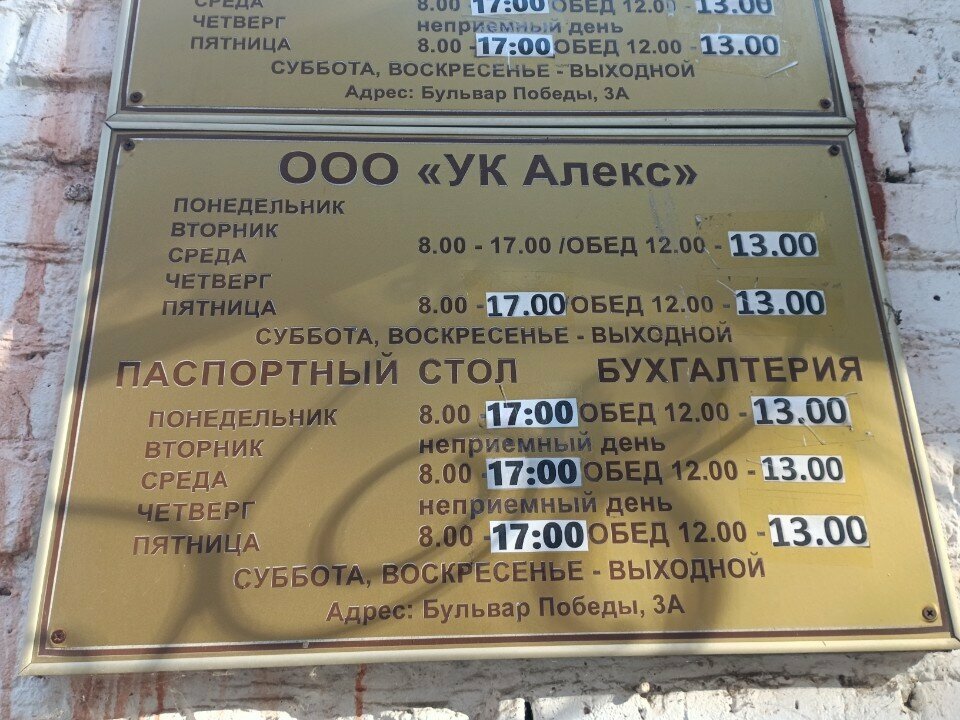 СРЕДА 8.00 - 17:00 ОБЕД 12.00 - 13.00
ЧЕТВЕРГ неприемный день
ПЯТНИЦА 8.00 - 17:00 ОБЕД 12.00 - 13.00
СУББОТА, ВОСКРЕСЕНЬЕ - ВЫХОДНОЙ
Адрес: Бульвар Победы, 3А
ООО «УК Алекс»
ПОНЕДЕЛЬНИК
ВТОРНИК
СРЕДА 8.00 - 17.00 /ОБЕД 12.00 - 13.00
ЧЕТВЕРГ
ПЯТНИЦА 8.00 - 17.00 /ОБЕД 12.00 - 13.00
СУББОТА, ВОСКРЕСЕНЬЕ - ВЫХОДНОЙ
ПАСПОРТНЫЙ СТОЛ БУХГАЛТЕРИЯ
ПОНЕДЕЛЬНИК 8.00 - 17:00 ОБЕД 12.00 - 13.00
ВТОРНИК неприемный день
СРЕДА 8.00 - 17:00 ОБЕД 12.00 - 13.00
ЧЕТВЕРГ неприемный день
ПЯТНИЦА 8.00 - 17:00 ОБЕД 12.00 - 13.00
СУББОТА, ВОСКРЕСЕНЬЕ - ВЫХОДНОЙ
Адрес: Бульвар Победы, 3А